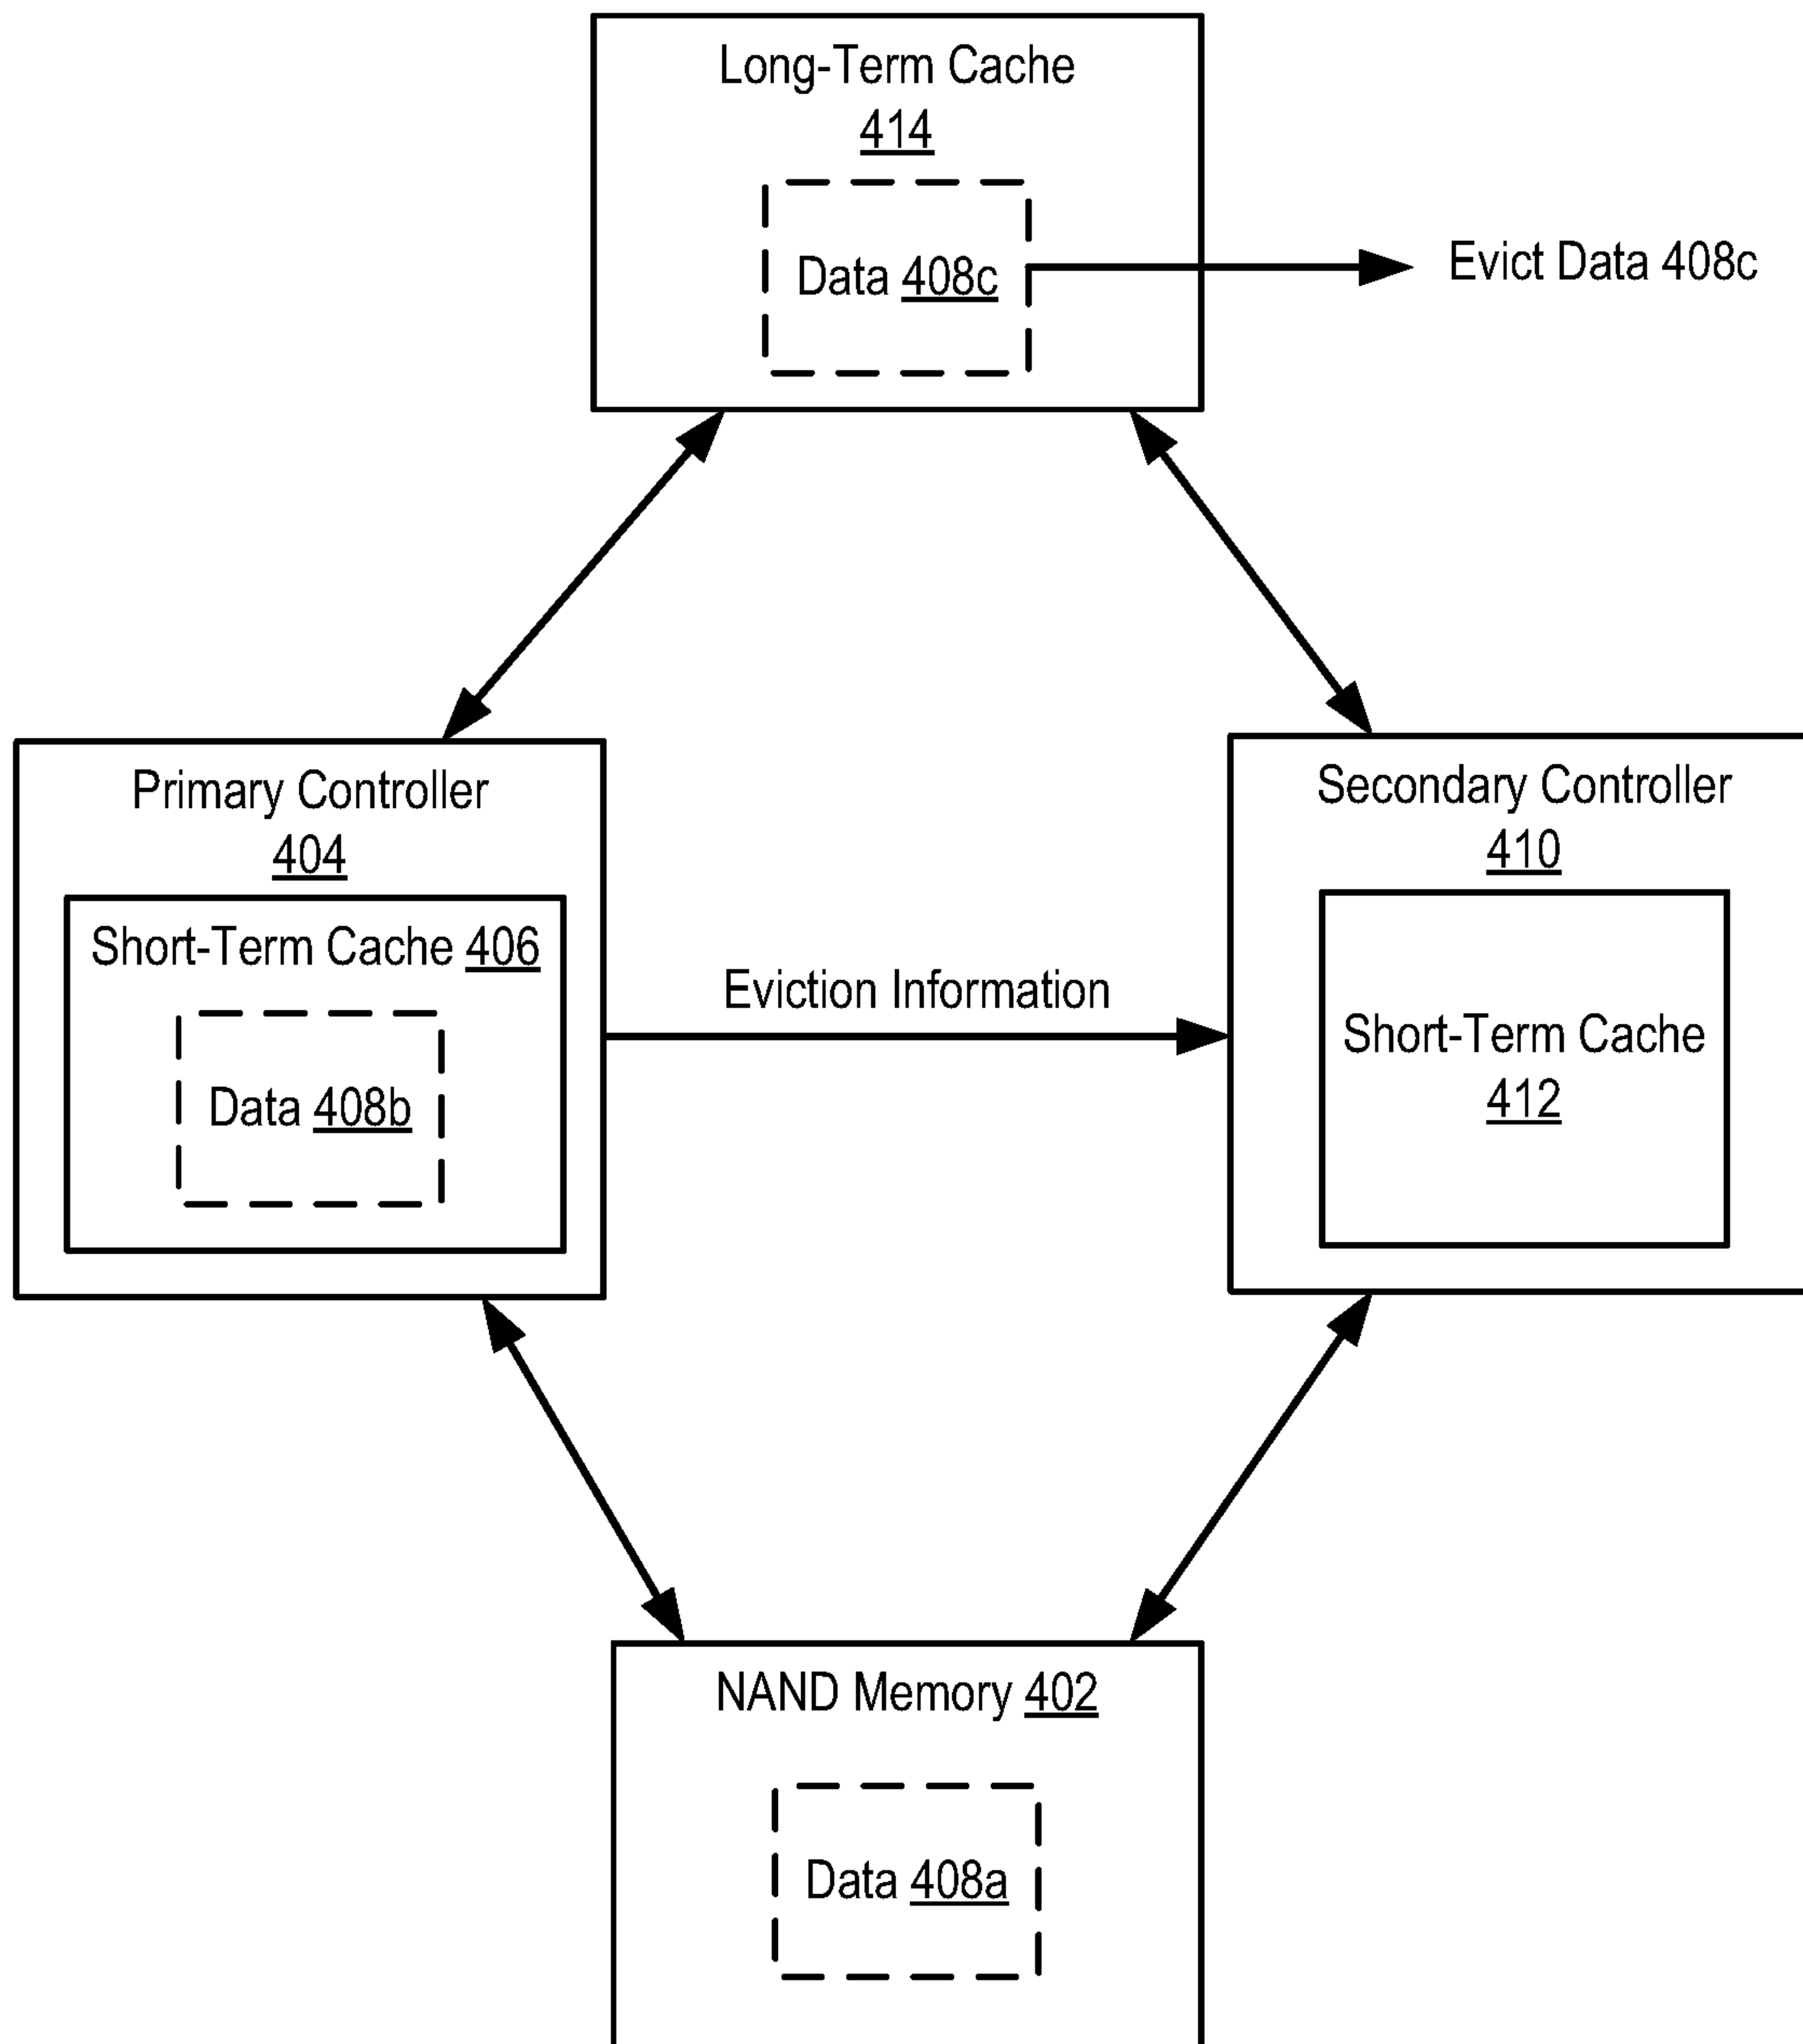 Long-Term Cache
414
Data 408c
Evict Data 408c
Primary Controller
404
Short-Term Cache 406
Data 408b
Eviction Information
Secondary Controller
410
Short-Term Cache
412
NAND Memory 402
Data 408a